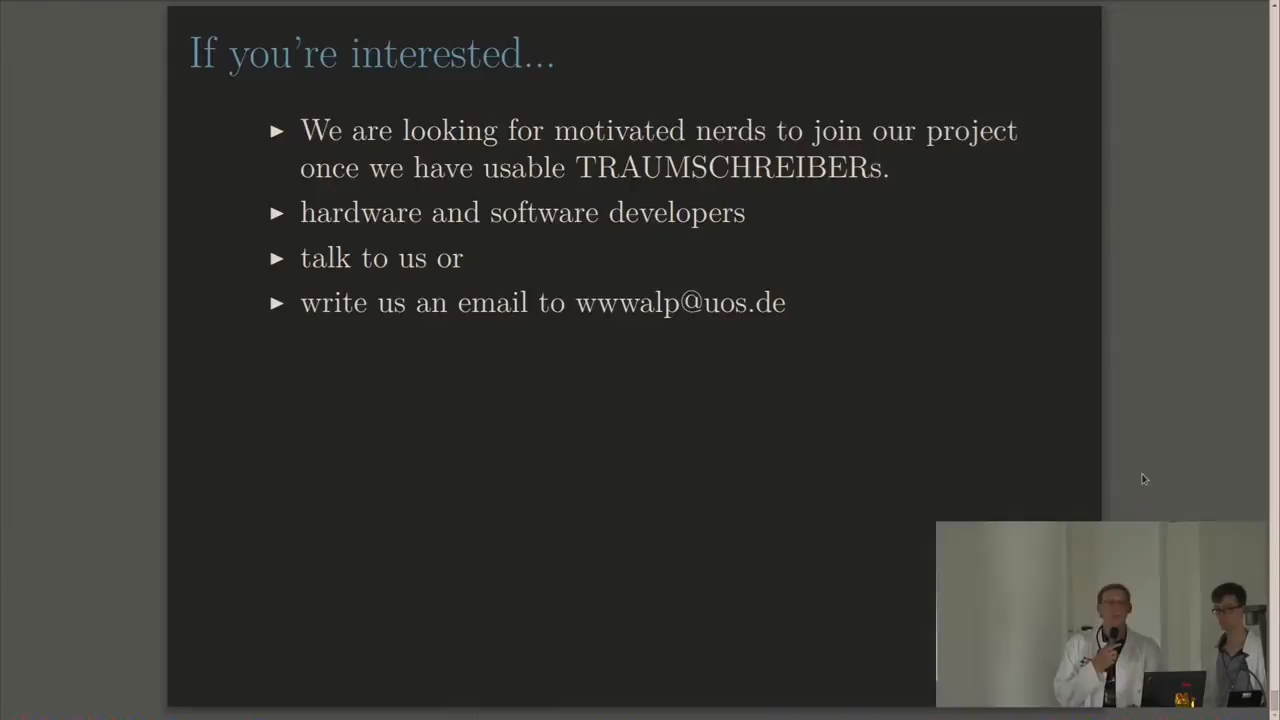 If you're interested...
► We are looking for motivated nerds to join our project
once we have usable TRAUMSCHREIBERs.
► hardware and software developers
► talk to us or
► write us an email to wwwalp@uos.de